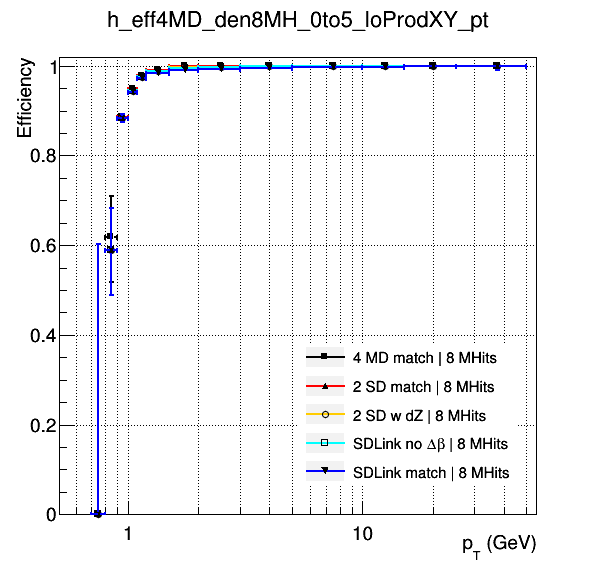 h_eff4MD_den8MH_0to5_loProdXY_pt
Efficiency
1
0.8
0.6
0.4
0.2
0
4 MD match | 8 MHits
2 SD match | 8 MHits
2 SD w dZ | 8 MHits
SDLink no Δβ | 8 MHits
SDLink match | 8 MHits
1
10
p_T (GeV)